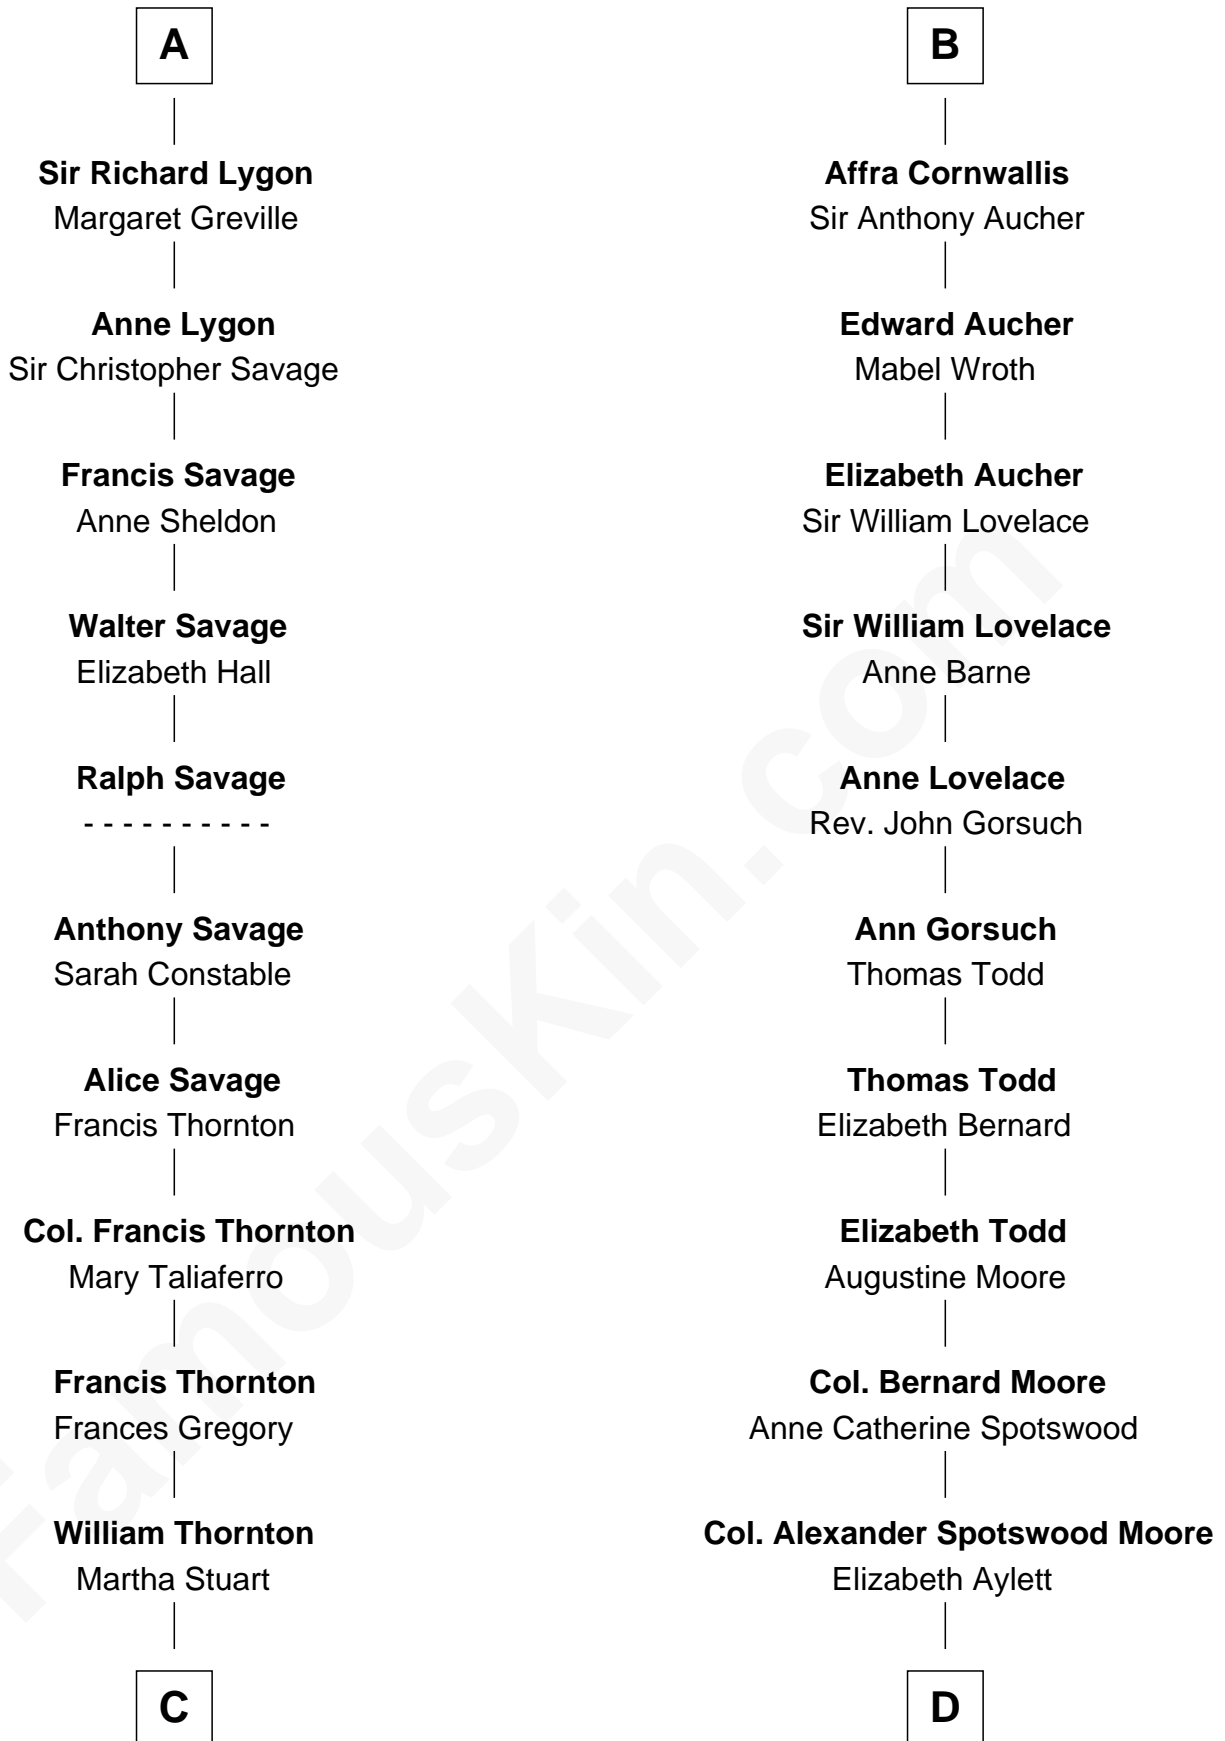 A
Sir Richard Lygon
Margaret Greville
Anne Lygon
Sir Christopher Savage
Francis Savage
Anne Sheldon
Walter Savage
Elizabeth Hall
Ralph Savage
- - - - - - - - - -
Anthony Savage
Sarah Constable
Alice Savage
Francis Thornton
Col. Francis Thornton
Mary Taliaferro
Francis Thornton
Frances Gregory
William Thornton
Martha Stuart
C
B
Affra Cornwallis
Sir Anthony Aucher
Edward Aucher
Mabel Wroth
Elizabeth Aucher
Sir William Lovelace
Sir William Lovelace
Anne Barne
Anne Lovelace
Rev. John Gorsuch
Ann Gorsuch
Thomas Todd
Thomas Todd
Elizabeth Bernard
Elizabeth Todd
Augustine Moore
Col. Bernard Moore
Anne Catherine Spotswood
Col. Alexander Spotswood Moore
Elizabeth Aylett
D
FamousKin.com